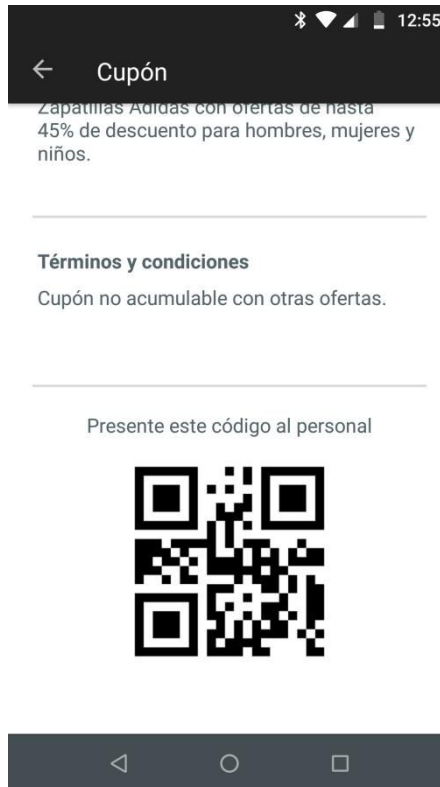 12:55
Cupón
Zapatillas Adidas con ofertas de hasta
45% de descuento para hombres, mujeres y
niños.
Términos y condiciones
Cupón no acumulable con otras ofertas.
Presente este código al personal